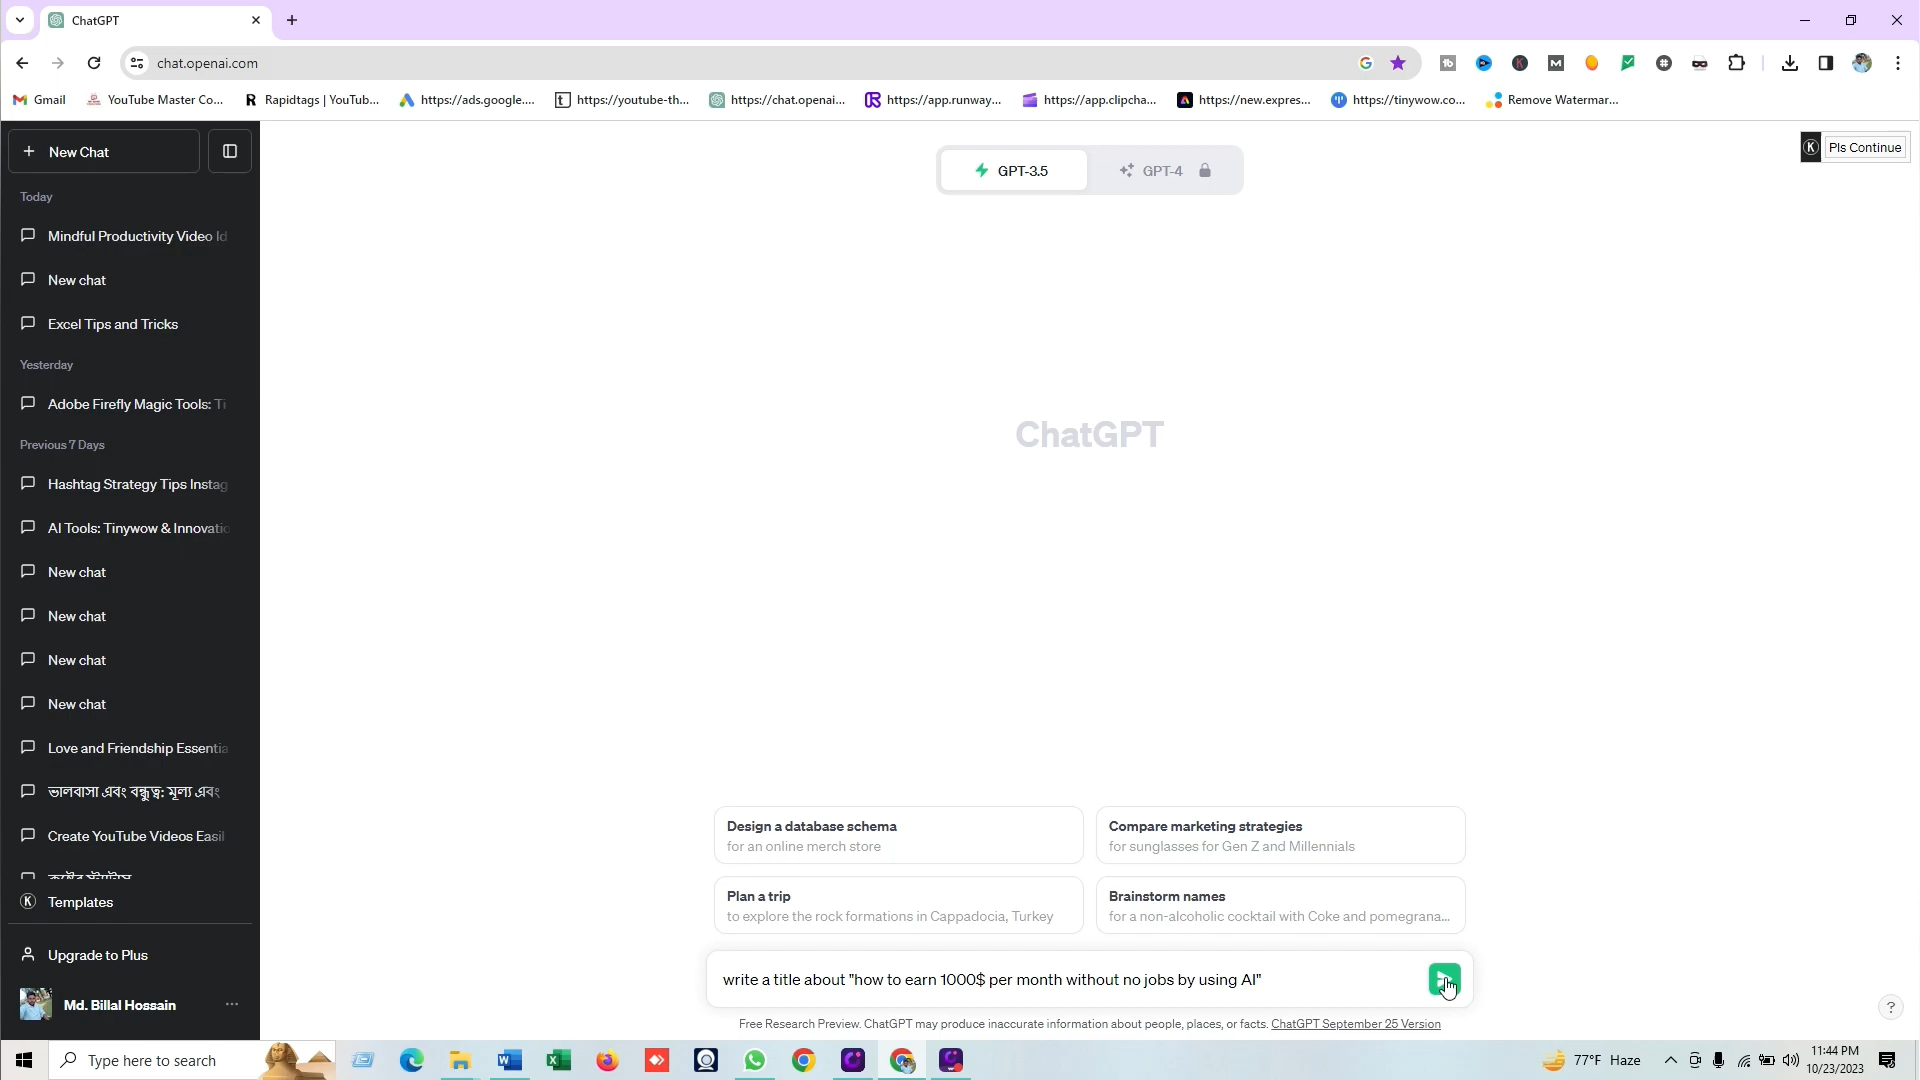 ChatGPT
chat.openai.com
Gmail
YouTube Master Co...
Rapidtags | YouTub...
https://ads.google....
https://youtube-th...
https://chat.openai...
https://app.runway...
https://app.clipcha...
https://new.expres...
https://tinywow.co...
Remove Watermar...
New Chat
GPT-3.5
GPT-4
Pls Continue
Today
Mindful Productivity Video Id
New chat
Excel Tips and Tricks
Yesterday
Adobe Firefly Magic Tools: Ti
Previous 7 Days
Hashtag Strategy Tips Instag
AI Tools: Tinywow & Innovatio
New chat
New chat
New chat
New chat
Love and Friendship Essentia
ভালবাসা এবং বন্ধুত্ব: মূল্য এবং
Create YouTube Videos Easil
Templates
Upgrade to Plus
Md. Billal Hossain
ChatGPT
Design a database schema
for an online merch store
Compare marketing strategies
for sunglasses for Gen Z and Millennials
Plan a trip
to explore the rock formations in Cappadocia, Turkey
Brainstorm names
for a non-alcoholic cocktail with Coke and pomegrana...
write a title about "how to earn 1000$ per month without no jobs by using AI"
Free Research Preview. ChatGPT may produce inaccurate information about people, places, or facts. ChatGPT September 25 Version
?
Type here to search
77°F Haze
11:44 PM
10/23/2023